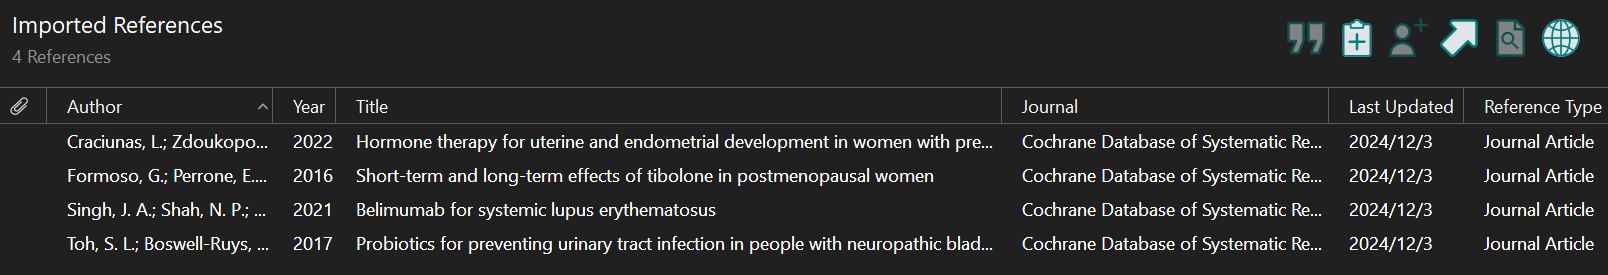 Imported References
4 References
Author Year Title Journal Last Updated Reference Type
Craciunas, L.; Zdoukopo... 2022 Hormone therapy for uterine and endometrial development in women with pre... Cochrane Database of Systematic Re... 2024/12/3 Journal Article
Formoso, G.; Perrone, E.... 2016 Short-term and long-term effects of tibolone in postmenopausal women Cochrane Database of Systematic Re... 2024/12/3 Journal Article
Singh, J. A.; Shah, N. P.; ... 2021 Belimumab for systemic lupus erythematosus Cochrane Database of Systematic Re... 2024/12/3 Journal Article
Toh, S. L.; Boswell-Ruys, ... 2017 Probiotics for preventing urinary tract infection in people with neuropathic blad... Cochrane Database of Systematic Re... 2024/12/3 Journal Article